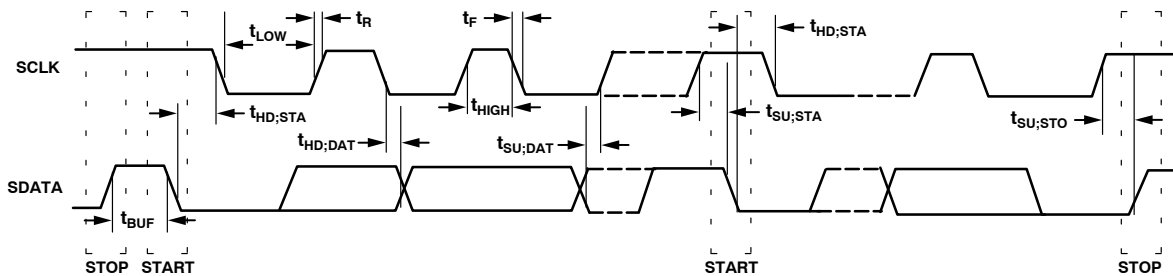 tR
tF
tLOW
tHD;STA
SCLK
tHD;STA
tHIGH
tSU;STA
tHD;DAT
tSU;DAT
tSU;STO
SDATA
tBUF
STOP START START STOP